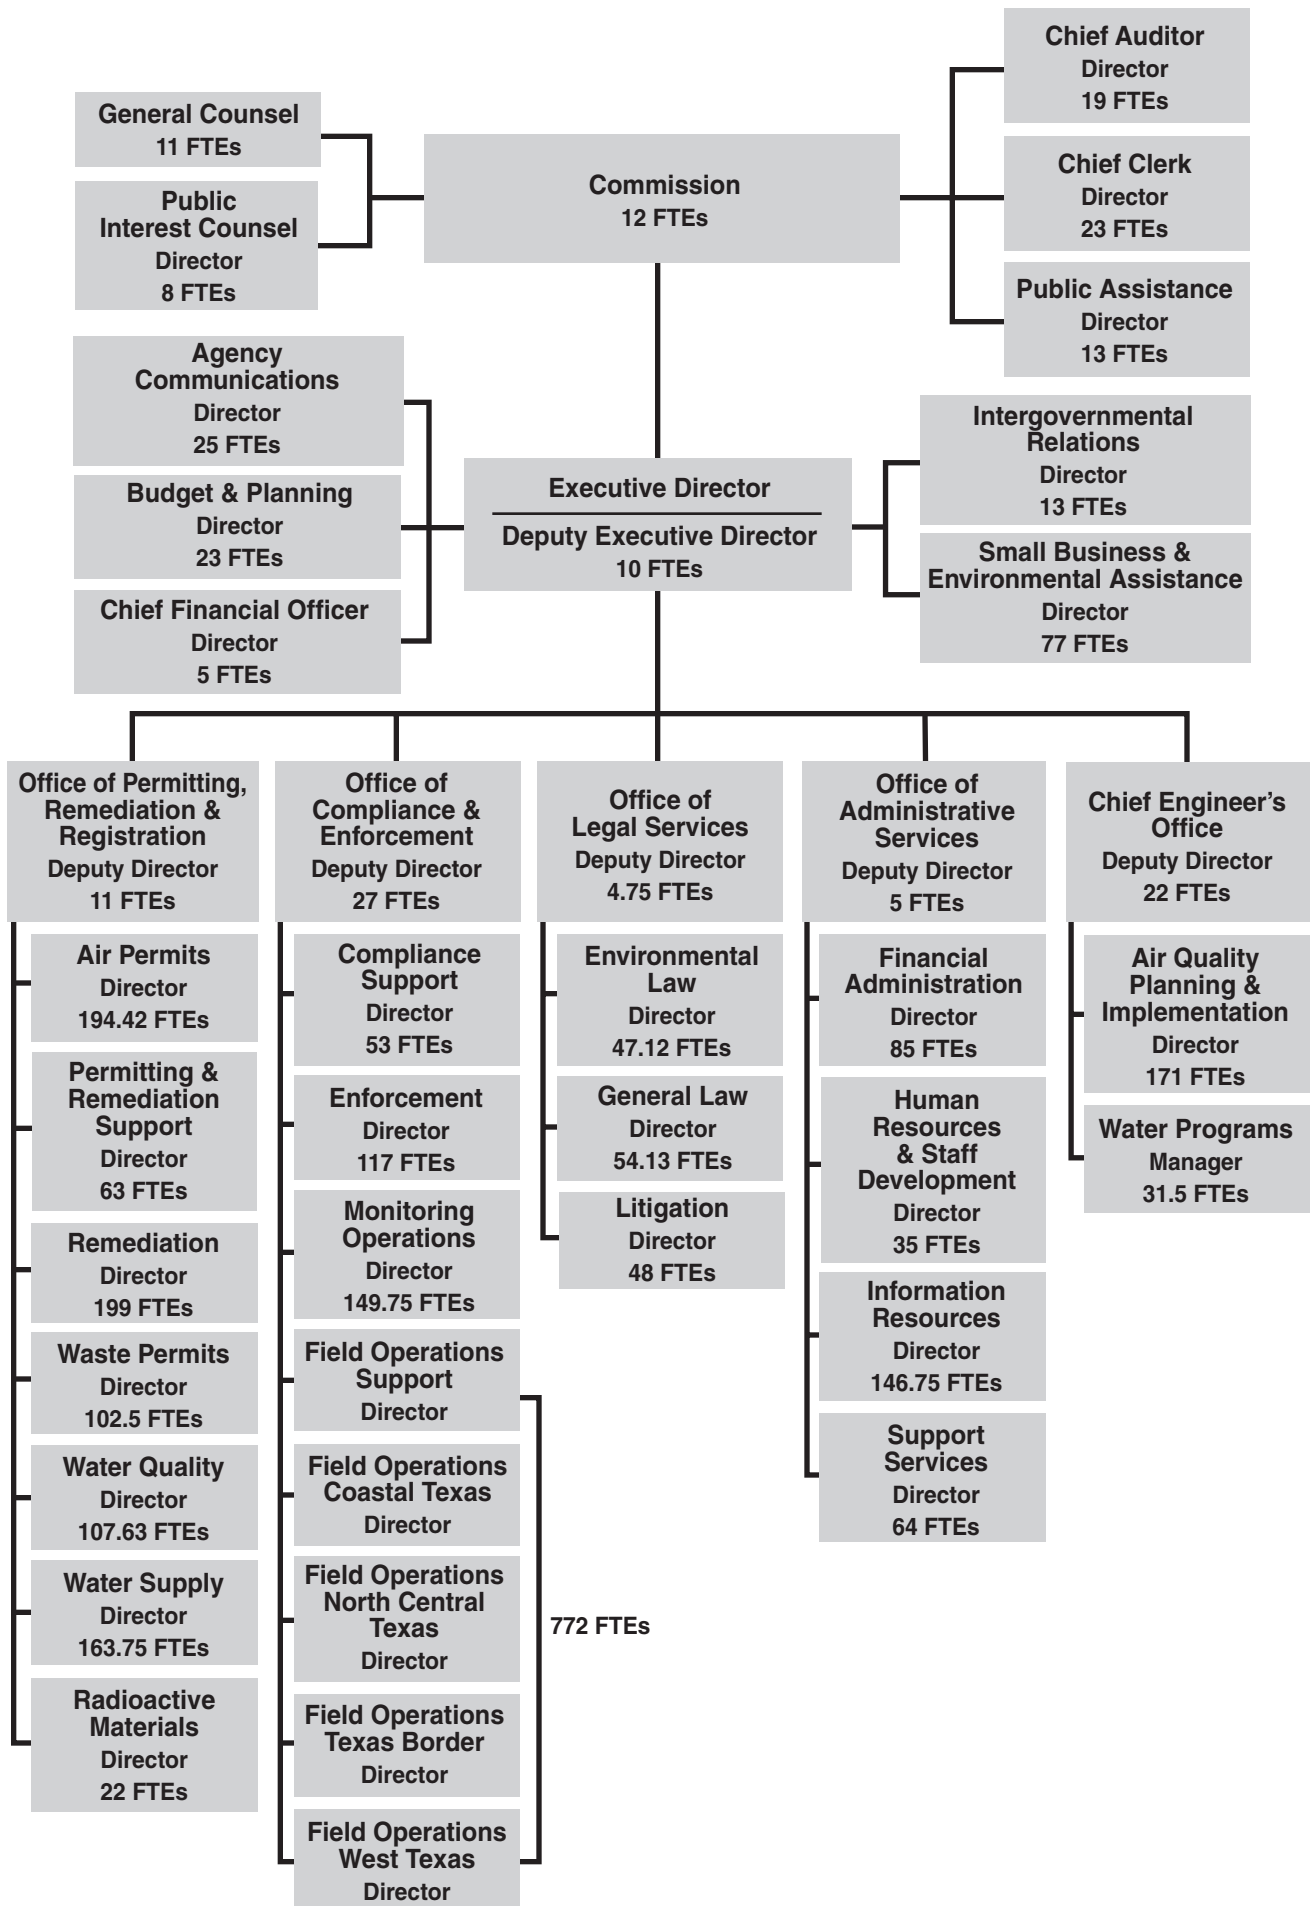 Chief Auditor
Director
19 FTEs
General Counsel
11 FTEs
Commission
12 FTEs
Chief Clerk
Director
23 FTEs
Public
Interest Counsel
Director
8 FTEs
Public Assistance
Director
13 FTEs
Agency
Communications
Director
25 FTEs
Intergovernmental
Relations
Director
13 FTEs
Budget & Planning
Director
23 FTEs
Executive Director
Deputy Executive Director
10 FTEs
Small Business &
Environmental Assistance
Director
77 FTEs
Chief Financial Officer
Director
5 FTEs
Office of Permitting,
Remediation &
Registration
Deputy Director
11 FTEs
Air Permits
Director
194.42 FTEs
Permitting &
Remediation
Support
Director
63 FTEs
Remediation
Director
199 FTEs
Waste Permits
Director
102.5 FTEs
Water Quality
Director
107.63 FTEs
Water Supply
Director
163.75 FTEs
Radioactive
Materials
Director
22 FTEs
Office of
Compliance &
Enforcement
Deputy Director
27 FTEs
Compliance
Support
Director
53 FTEs
Enforcement
Director
117 FTEs
Monitoring
Operations
Director
149.75 FTEs
Field Operations
Support
Director
Field Operations
Coastal Texas
Director
Field Operations
North Central
Texas
Director
Field Operations
Texas Border
Director
Field Operations
West Texas
Director
772 FTEs
Office of
Legal Services
Deputy Director
4.75 FTEs
Environmental
Law
Director
47.12 FTEs
General Law
Director
54.13 FTEs
Litigation
Director
48 FTEs
Office of
Administrative
Services
Deputy Director
5 FTEs
Financial
Administration
Director
85 FTEs
Human
Resources
& Staff
Development
Director
35 FTEs
Information
Resources
Director
146.75 FTEs
Support
Services
Director
64 FTEs
Chief Engineer's
Office
Deputy Director
22 FTEs
Air Quality
Planning &
Implementation
Director
171 FTEs
Water Programs
Manager
31.5 FTEs